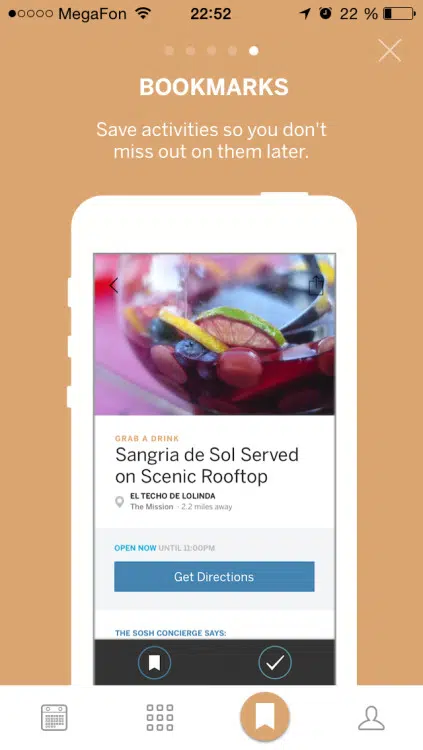 MegaFon 22:52 22 %
BOOKMARKS
Save activities so you don't
miss out on them later.
GRAB A DRINK
Sangria de Sol Served
on Scenic Rooftop
EL TECHO DE LOLINDA
The Mission · 2.2 miles away
OPEN NOW UNTIL 11:00PM
Get Directions
THE SOSH CONCIERGE SAYS: